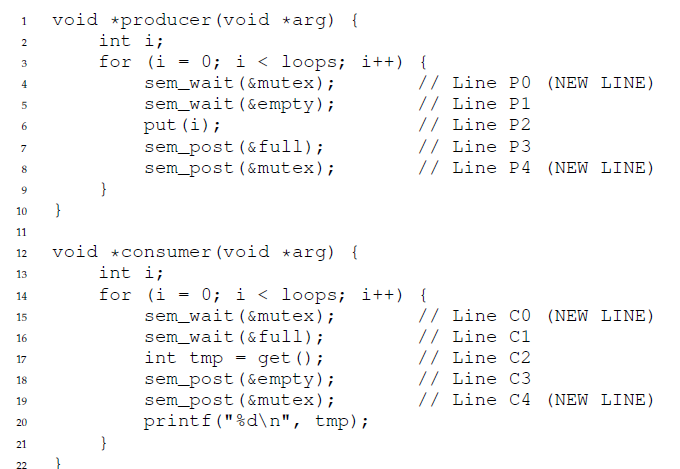 1 void *producer(void *arg) {
2 int i;
3 for (i = 0; i < loops; i++) {
4 sem_wait(&mutex); // Line P0 (NEW LINE)
5 sem_wait(&empty); // Line P1
6 put(i); // Line P2
7 sem_post(&full); // Line P3
8 sem_post(&mutex); // Line P4 (NEW LINE)
9 }
10 }
11
12 void *consumer(void *arg) {
13 int i;
14 for (i = 0; i < loops; i++) {
15 sem_wait(&mutex); // Line C0 (NEW LINE)
16 sem_wait(&full); // Line C1
17 int tmp = get(); // Line C2
18 sem_post(&empty); // Line C3
19 sem_post(&mutex); // Line C4 (NEW LINE)
20 printf("%d\n", tmp);
21 }
22 }